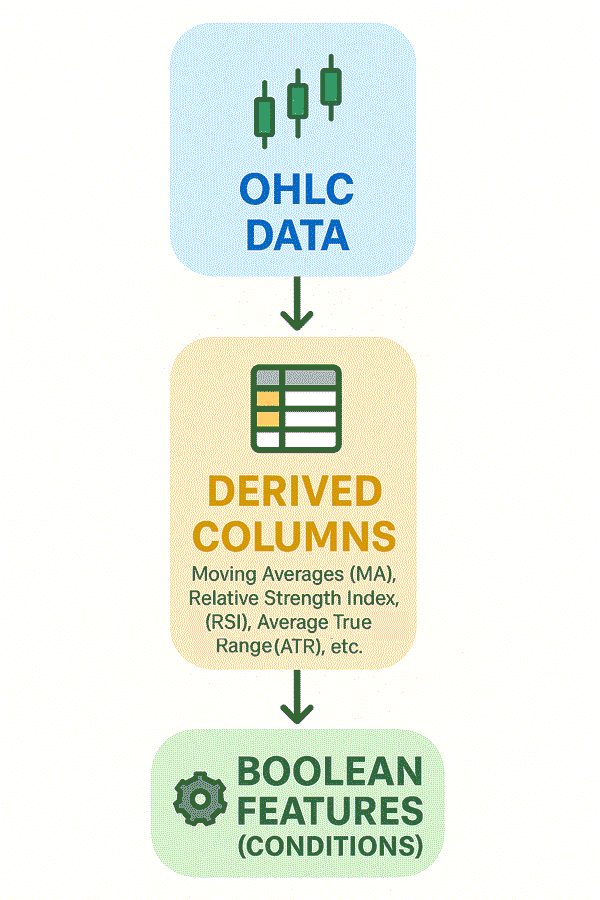 OHLC
DATA
DERIVED
COLUMNS
Moving Averages (MA),
Relative Strength Index,
(RSI), Average True
Range(ATR), etc.
BOOLEAN
FEATURES
(CONDITIONS)